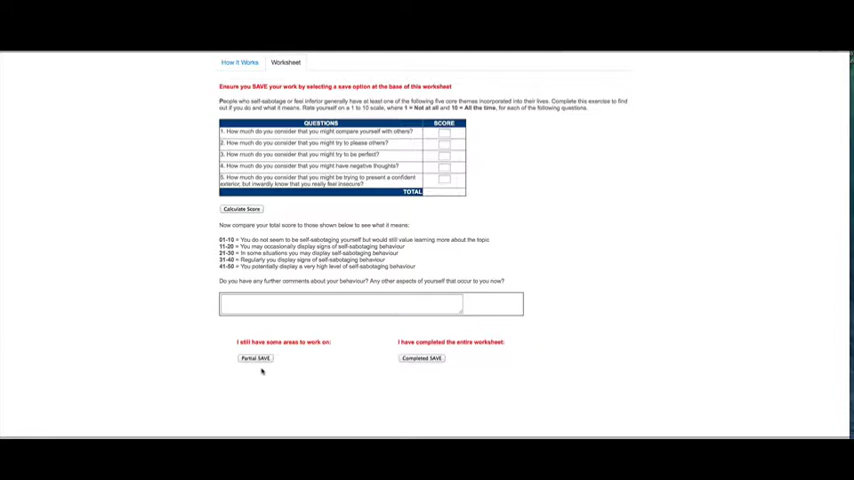 How It Works
Worksheet
Ensure you SAVE your work by selecting a save option at the base of this worksheet
People who self-sabotage or feel inferior generally have at least one of the following five core themes incorporated into their lives. Complete this exercise to find
out if you do and what it means. Rate yourself on a 1 to 10 scale, where 1 = Not at all and 10 = All the time, for each of the following questions.
QUESTIONS SCORE
1. How much do you consider that you might compare yourself with others?
2. How much do you consider that you might try to please others?
3. How much do you consider that you might try to be perfect?
4. How much do you consider that you might have negative thoughts?
5. How much do you consider that you might be trying to present a confident
exterior, but inwardly know that you really feel insecure?
TOTAL
Calculate Score
Now compare your total score to those shown below to see what it means:
01-10 = You do not seem to be self-sabotaging yourself but would still value learning more about the topic
11-20 = You may occasionally display signs of self-sabotaging behaviour
21-30 = In some situations you may display self-sabotaging behaviour
31-40 = Regularly you display signs of self-sabotaging behaviour
41-50 = You potentially display a very high level of self-sabotaging behaviour
Do you have any further comments about your behaviour? Any other aspects of yourself that occur to you now?
I still have some areas to work on:
I have completed the entire worksheet:
Partial SAVE
Completed SAVE